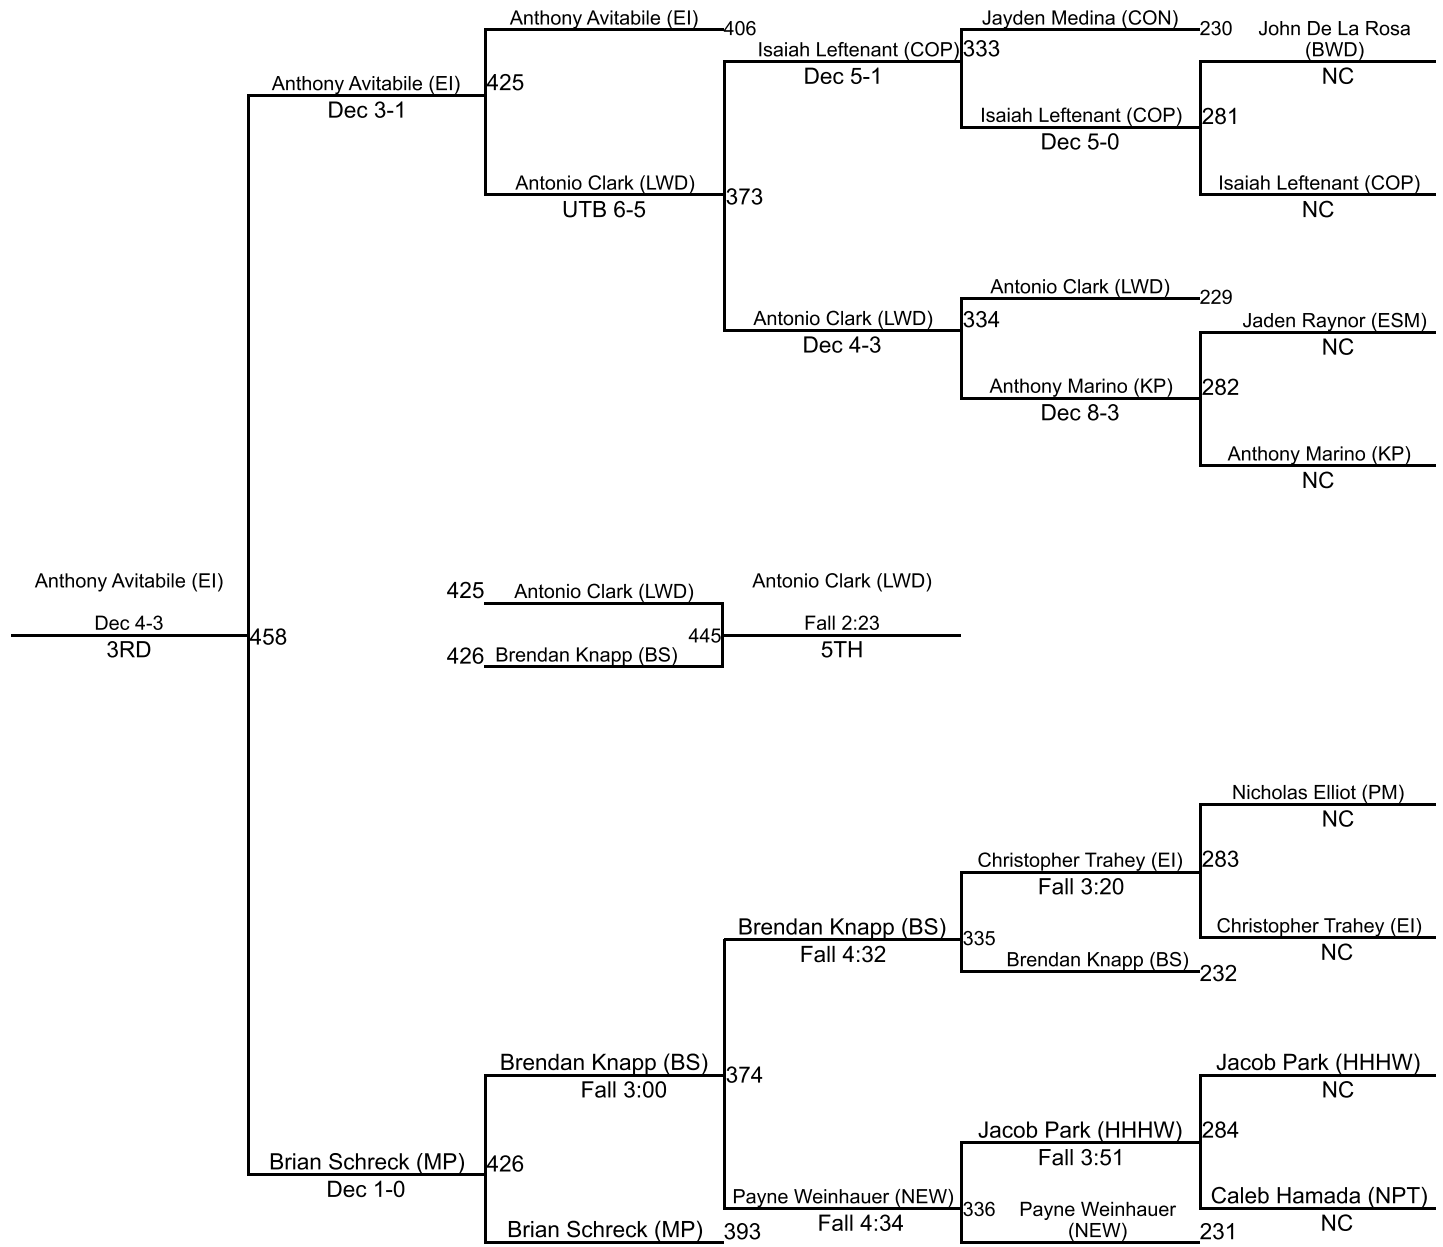 Anthony Avitabile (EI)
406
Jayden Medina (CON)
230
John De La Rosa
(BWD)
NC
Isaiah Leftenant (COP)
333
Dec 5-1
Anthony Avitabile (EI)
425
Dec 3-1
Isaiah Leftenant (COP)
281
Dec 5-0
Antonio Clark (LWD)
373
UTB 6-5
Isaiah Leftenant (COP)
NC
Antonio Clark (LWD)
229
Antonio Clark (LWD)
334
Dec 4-3
Jaden Raynor (ESM)
NC
Anthony Marino (KP)
282
Dec 8-3
Anthony Marino (KP)
NC
Anthony Avitabile (EI)
Dec 4-3
458
3RD
425
Antonio Clark (LWD)
Antonio Clark (LWD)
445
Fall 2:23
426
Brendan Knapp (BS)
5TH
Nicholas Elliot (PM)
NC
Christopher Trahey (EI)
283
Fall 3:20
Brendan Knapp (BS)
335
Fall 4:32
Christopher Trahey (EI)
NC
Brendan Knapp (BS)
232
Brendan Knapp (BS)
374
Fall 3:00
Jacob Park (HHHW)
NC
Jacob Park (HHHW)
284
Fall 3:51
Brian Schreck (MP)
426
Dec 1-0
Payne Weinhauer (NEW)
336
Fall 4:34
Payne Weinhauer
(NEW)
231
Caleb Hamada (NPT)
NC
Brian Schreck (MP)
393